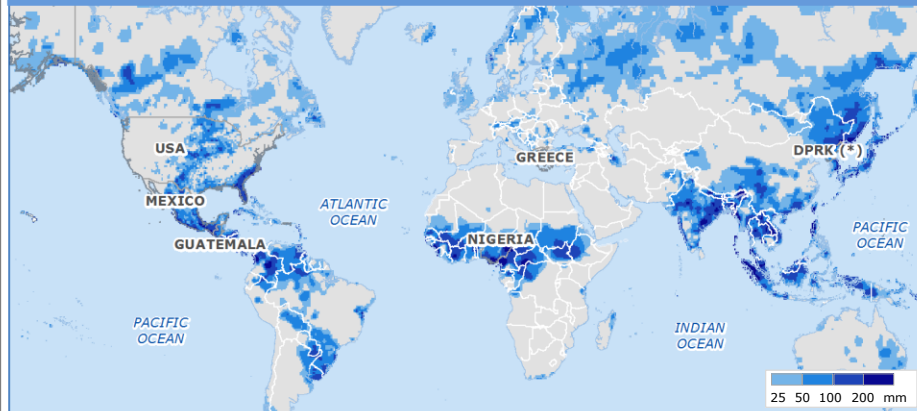 USA
GREECE
DPRK (*)
MEXICO
ATLANTIC
OCEAN
PACIFIC
OCEAN
GUATEMALA
NIGERIA
PACIFIC
OCEAN
INDIAN
OCEAN
25 50 100 200 mm